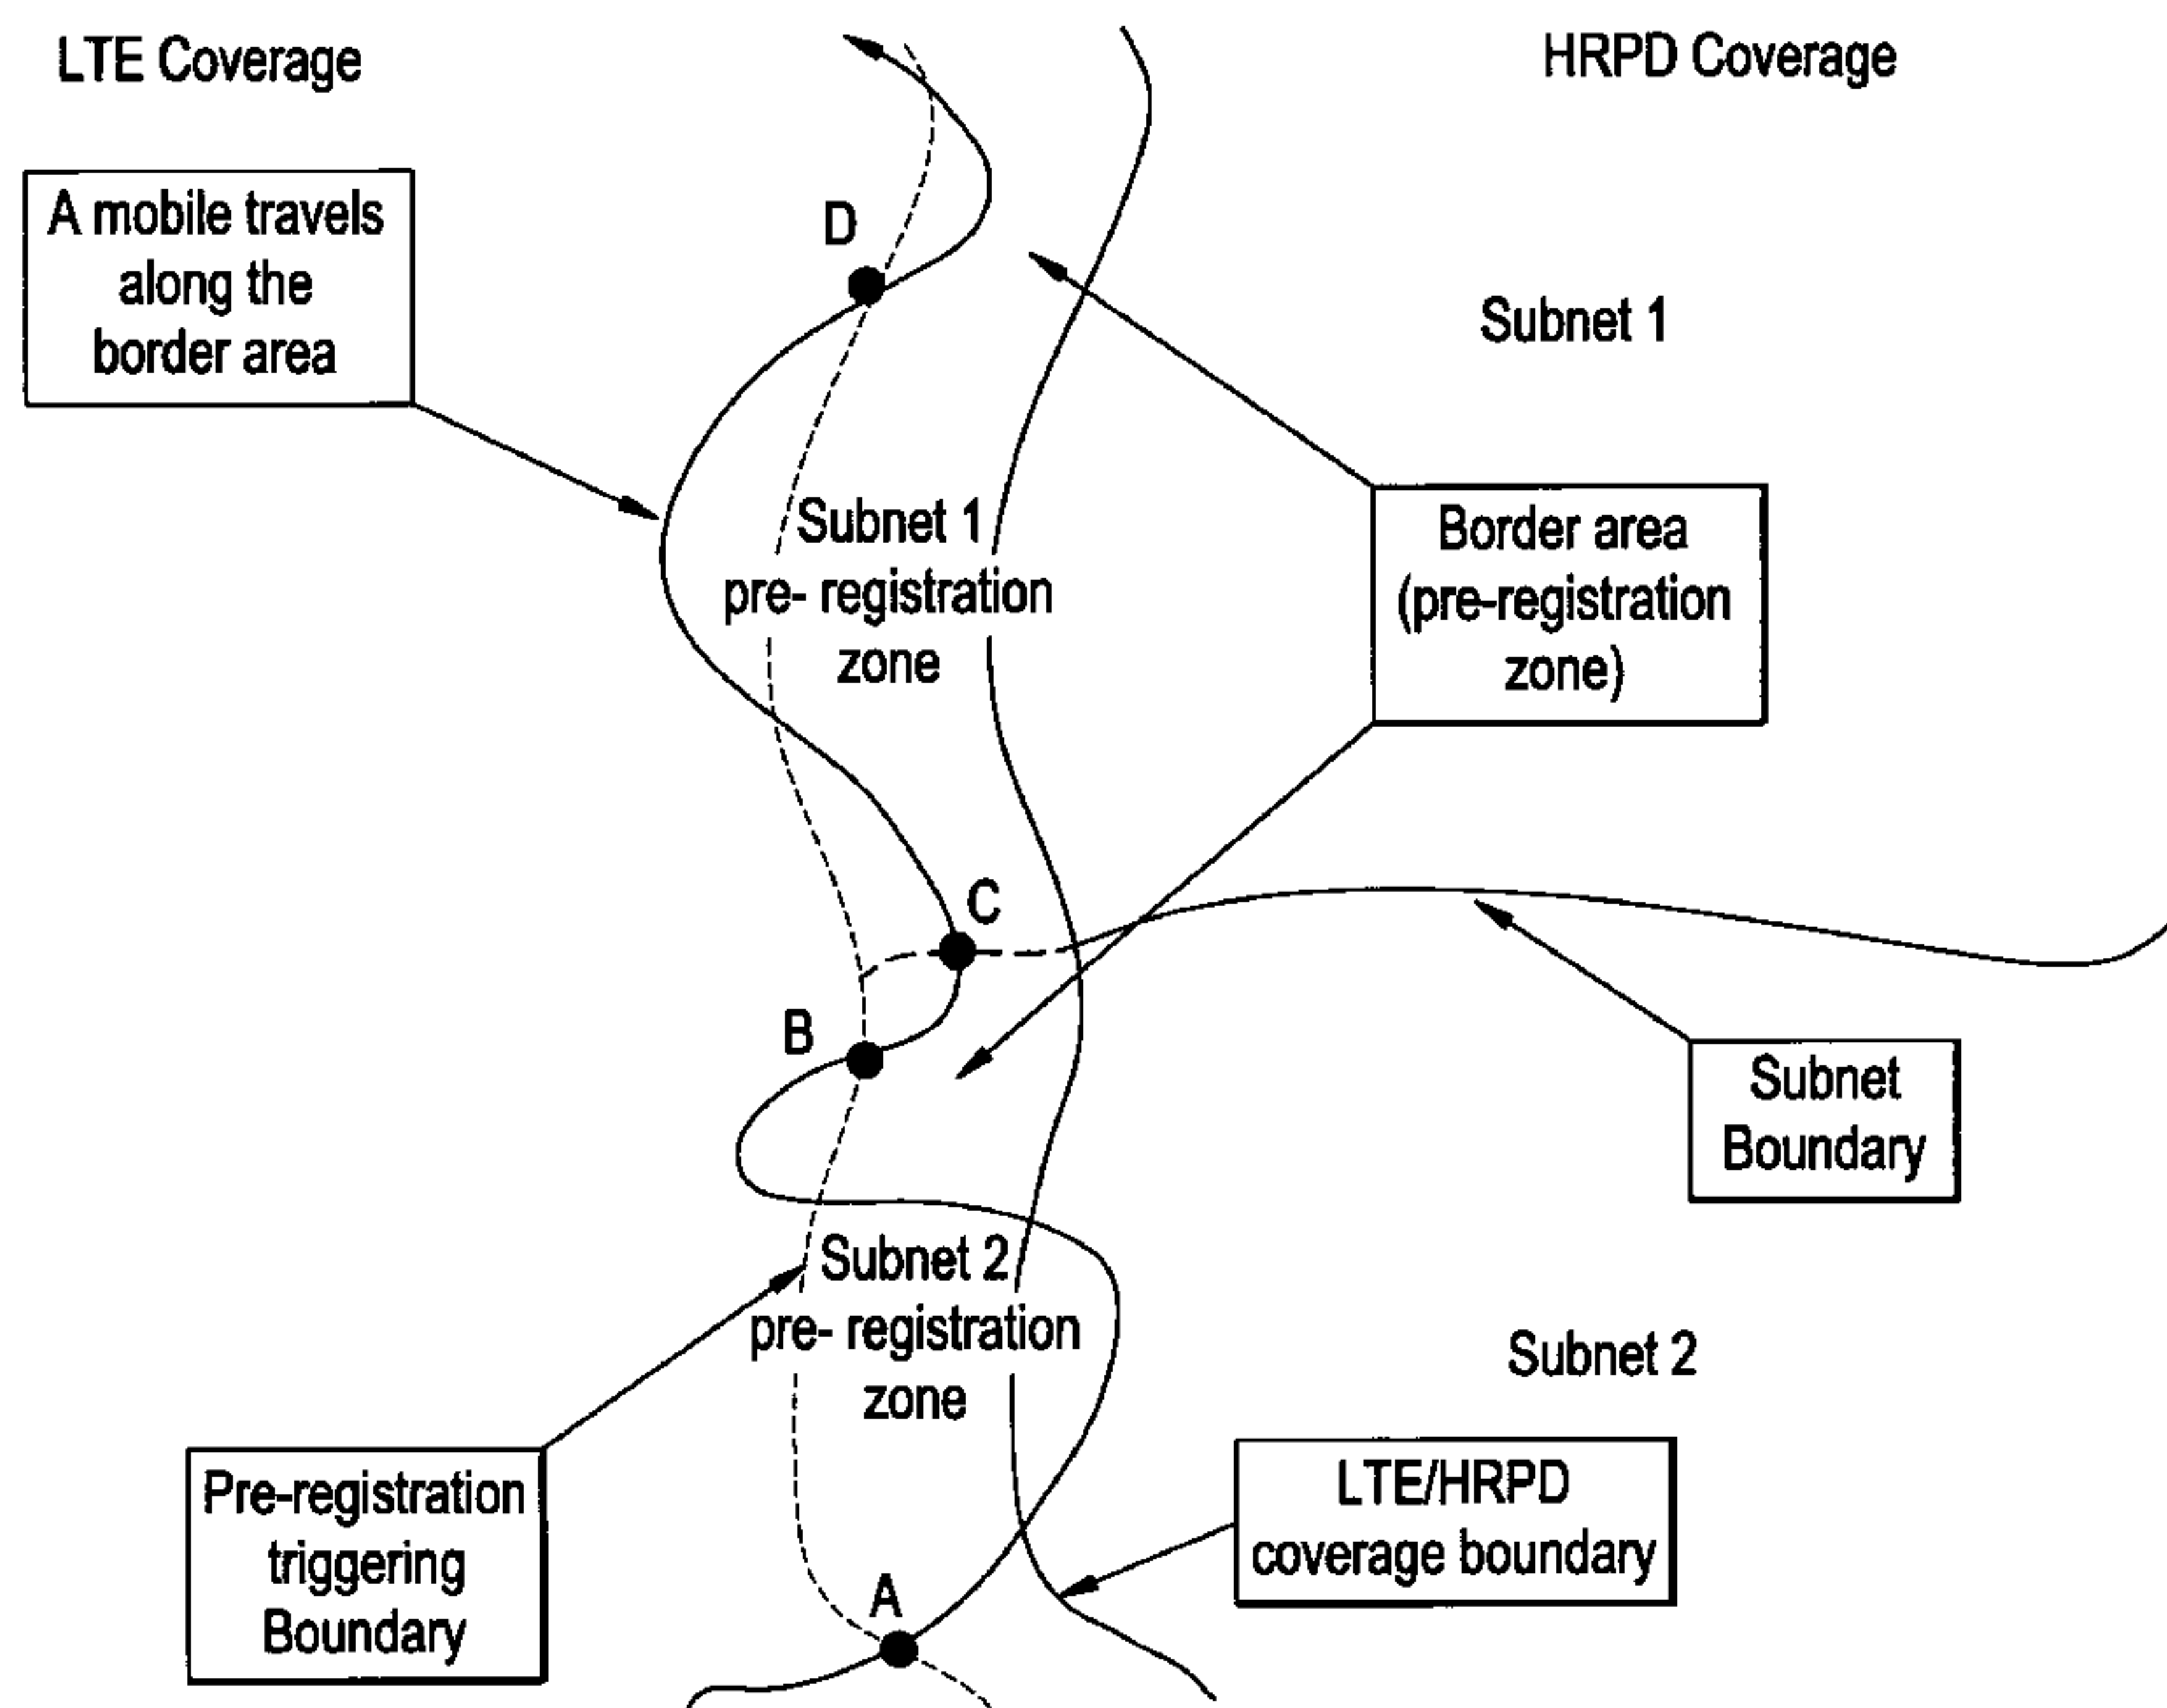 LTE Coverage
HRPD Coverage
A mobile travels
along the
border area
D
Subnet 1
Subnet 1
pre- registration
zone
Border area
(pre-registration
zone)
C
B
Subnet
Boundary
Subnet 2
pre- registration
zone
Subnet 2
Pre-registration
triggering
Boundary
LTE/HRPD
coverage boundary
A